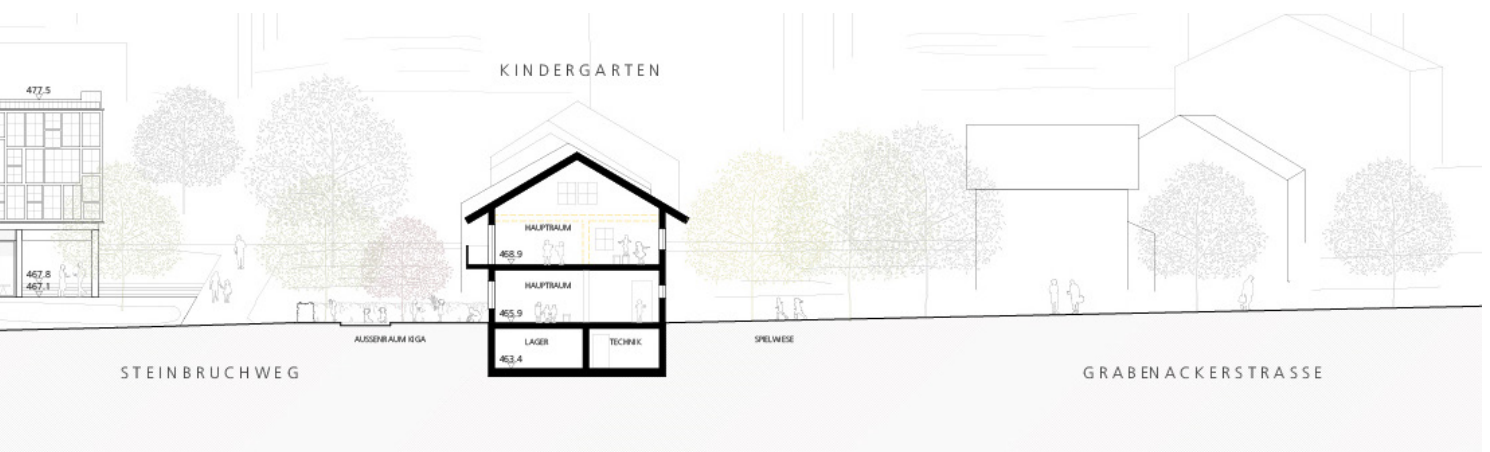 KINDERGARTEN
477.5
HAUPTRAUM
468.9
467.8
467.1
HAUPTRAUM
465.9
AUSSENRAUM KIGA
LAGER
TECHNIK
SPIELWIESE
463.4
STEINBRUCHWEG
GRABENACKERSTRASSE